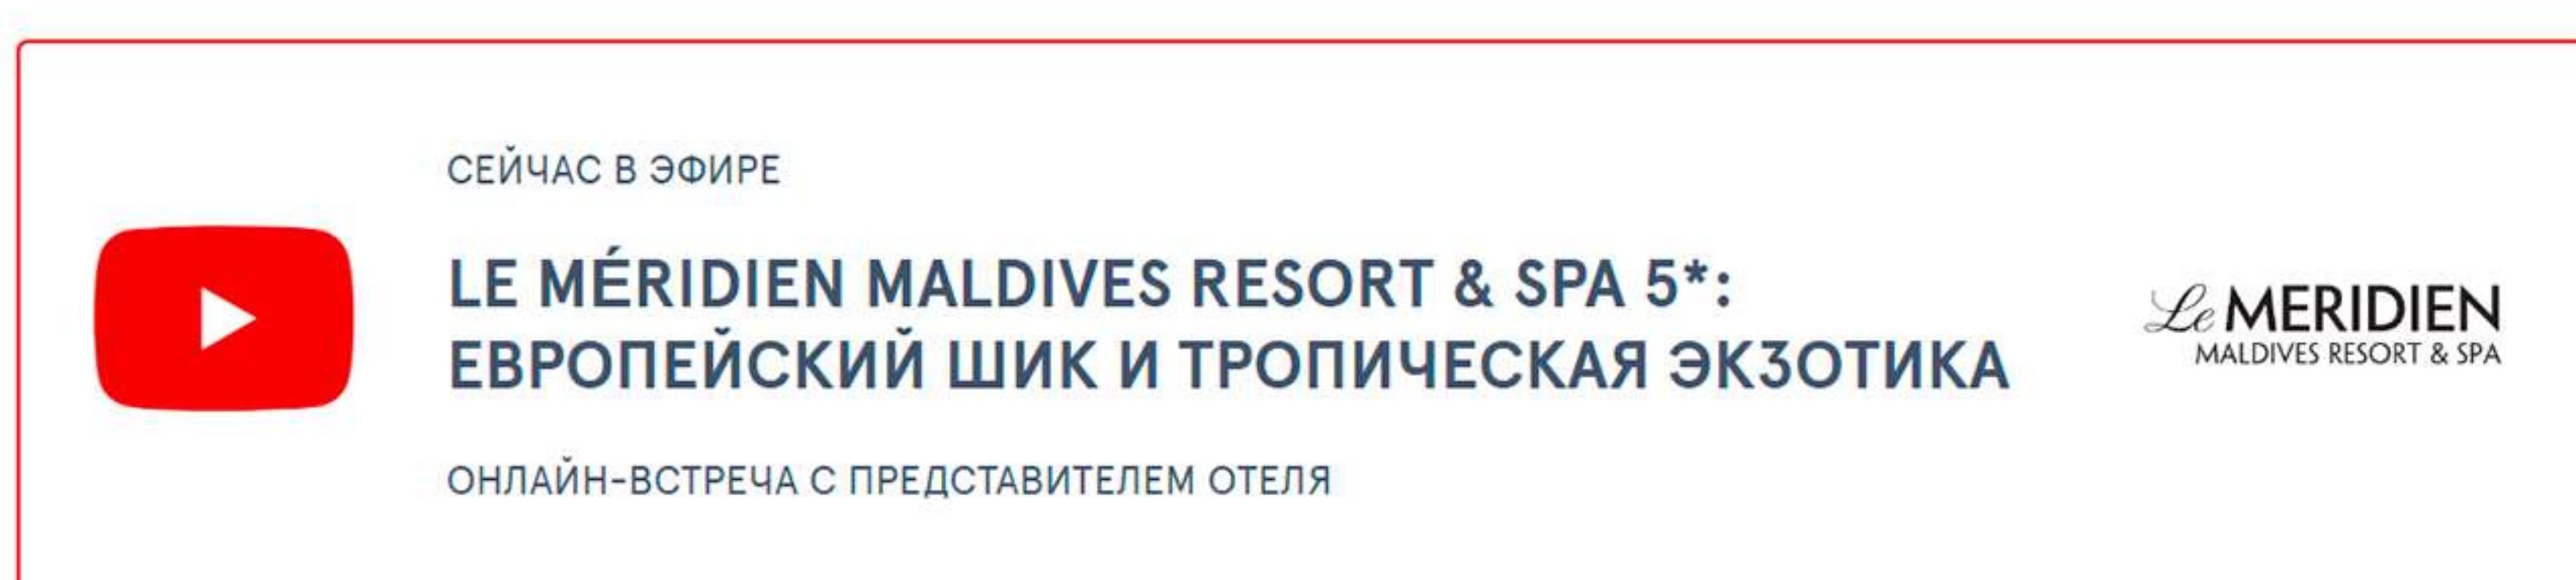 СЕЙЧАС В ЭФИРЕ
LE MÉRIDIEN MALDIVES RESORT & SPA 5*:
ЕВРОПЕЙСКИЙ ШИК И ТРОПИЧЕСКАЯ ЭКЗОТИКА
ОНЛАЙН-ВСТРЕЧА С ПРЕДСТАВИТЕЛЕМ ОТЕЛЯ
Le MERIDIEN
MALDIVES RESORT & SPA